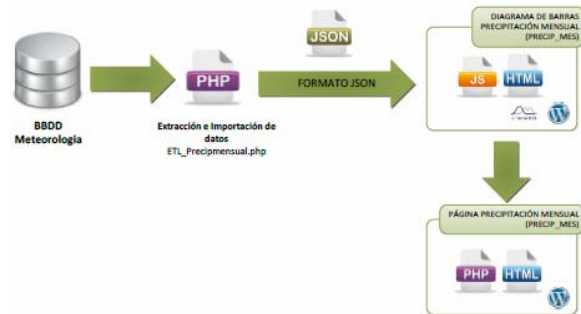 BBDD
Meteorologia
PHP
Extracción e Importación de
datos
ETL_Precipmensual.php
JSON
FORMATO JSON
DIAGRAMA DE BARRAS
PRECIPITACIÓN MENSUAL
(PRECIP_MES)
JS
HTML
PÁGINA PRECIPITACIÓN MENSUAL
(PRECIP_MES)
PHP
HTML